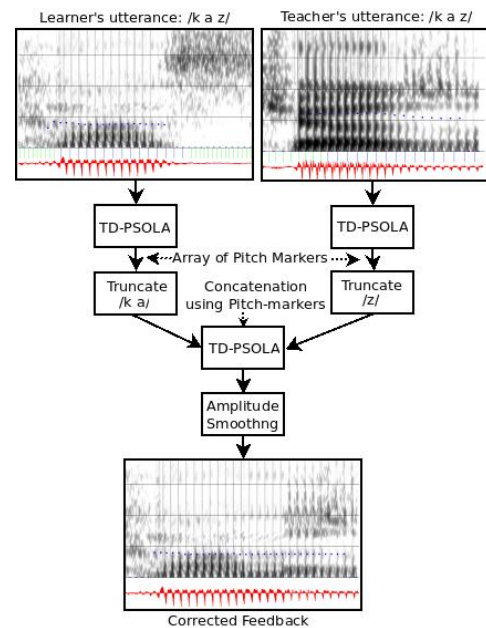 Learner's utterance: /k a z/
Teacher's utterance: /k a z/
TD-PSOLA
TD-PSOLA
Array of Pitch Markers
Truncate
/k a/
Concatenation
using Pitch-markers
Truncate
/z/
TD-PSOLA
Amplitude
Smoothng
Corrected Feedback